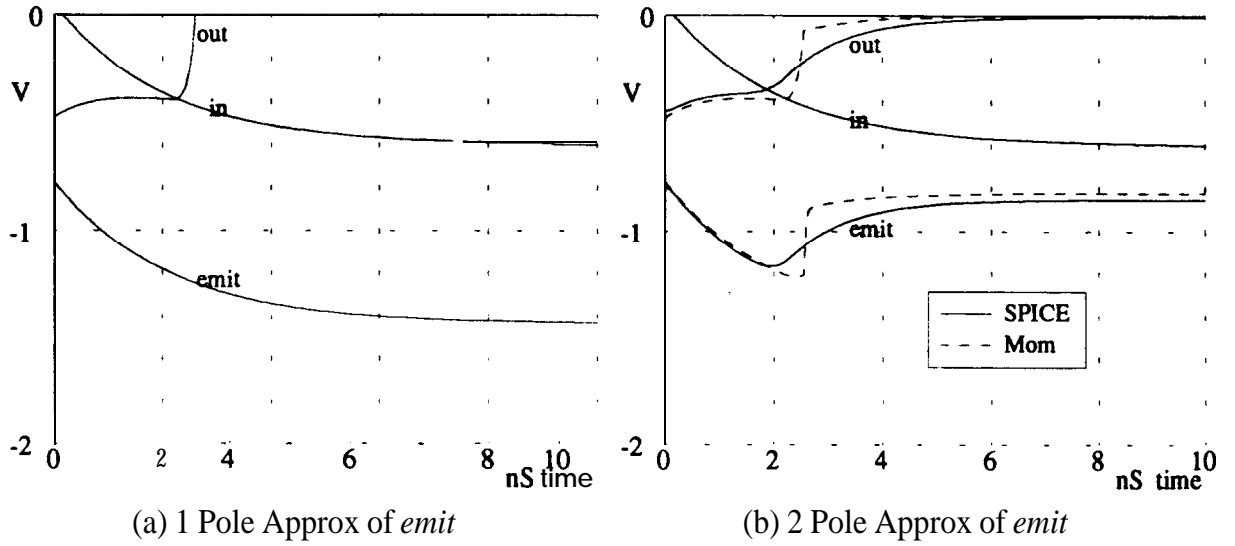 0
V
out
in
-1
emit
-2
0 2 4 6 8 10
nS time
(a) 1 Pole Approx of emit
0
V
out
in
-1
emit
SPICE
Mom
-2
0 2 4 6 8 10
nS time
(b) 2 Pole Approx of emit